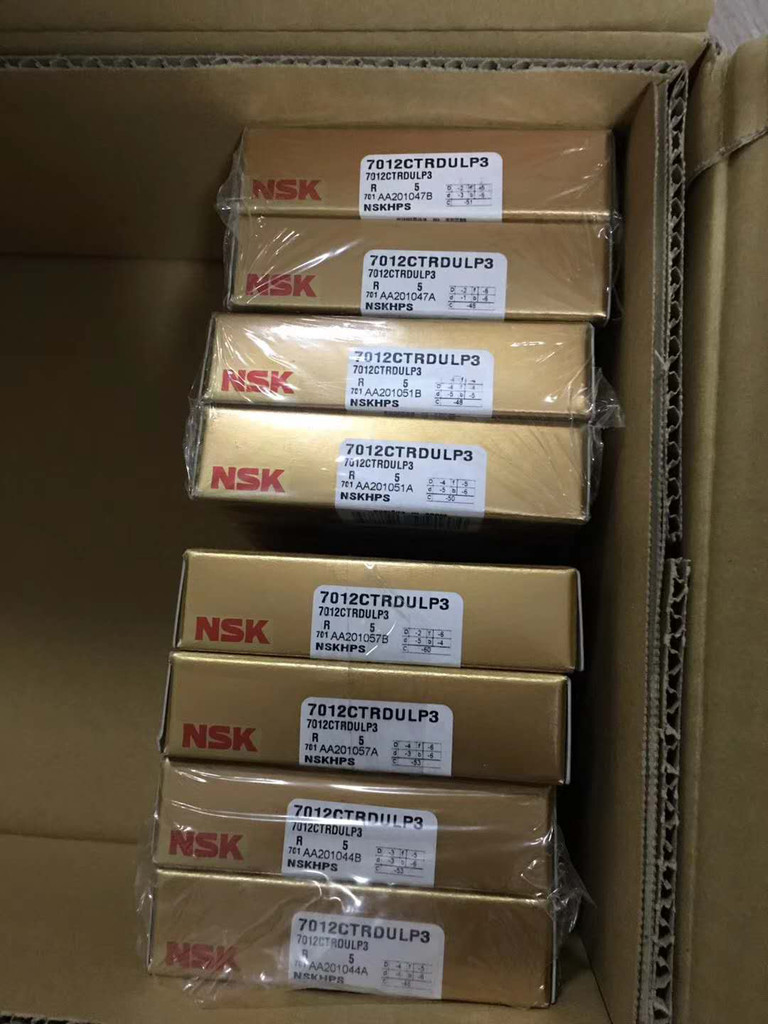 NSK
7012CTRDULP3
7012CTRDULP3
R 5
701 AA201047B
NSKHPS
NSK
7012CTRDULP3
7012CTRDULP3
R 5
701 AA201047A
NSKHPS
NSK
7012CTRDULP3
7012CTRDULP3
R 5
701 AA201051B
NSKHPS
NSK
7012CTRDULP3
7012CTRDULP3
R 5
701 AA201051A
NSKHPS
NSK
7012CTRDULP3
7012CTRDULP3
R 5
701 AA201057B
NSKHPS
NSK
7012CTRDULP3
7012CTRDULP3
R 5
701 AA201057A
NSKHPS
NSK
7012CTRDULP3
7012CTRDULP3
R 5
701 AA201044B
NSKHPS
NSK
7012CTRDULP3
7012CTRDULP3
R 5
AA201044A
NSKHPS